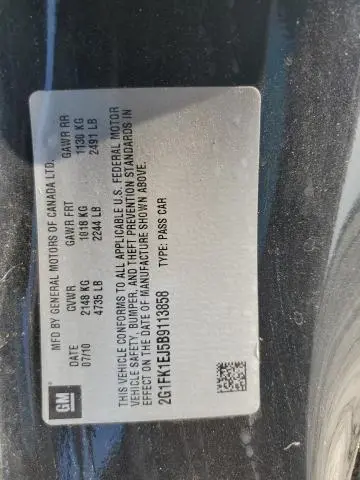 GM
MFD BY GENERAL MOTORS OF CANADA LTD.
DATE GVWR GAWR FRT GAWR RR
07/10 2148 KG 1018 KG 1130 KG
4735 LB 2244 LB 2491 LB
THIS VEHICLE CONFORMS TO ALL APPLICABLE U.S. FEDERAL MOTOR
VEHICLE SAFETY, BUMPER, AND THEFT PREVENTION STANDARDS IN
EFFECT ON THE DATE OF MANUFACTURE SHOWN ABOVE.
2G1FK1EJ5B9113858 TYPE: PASS CAR